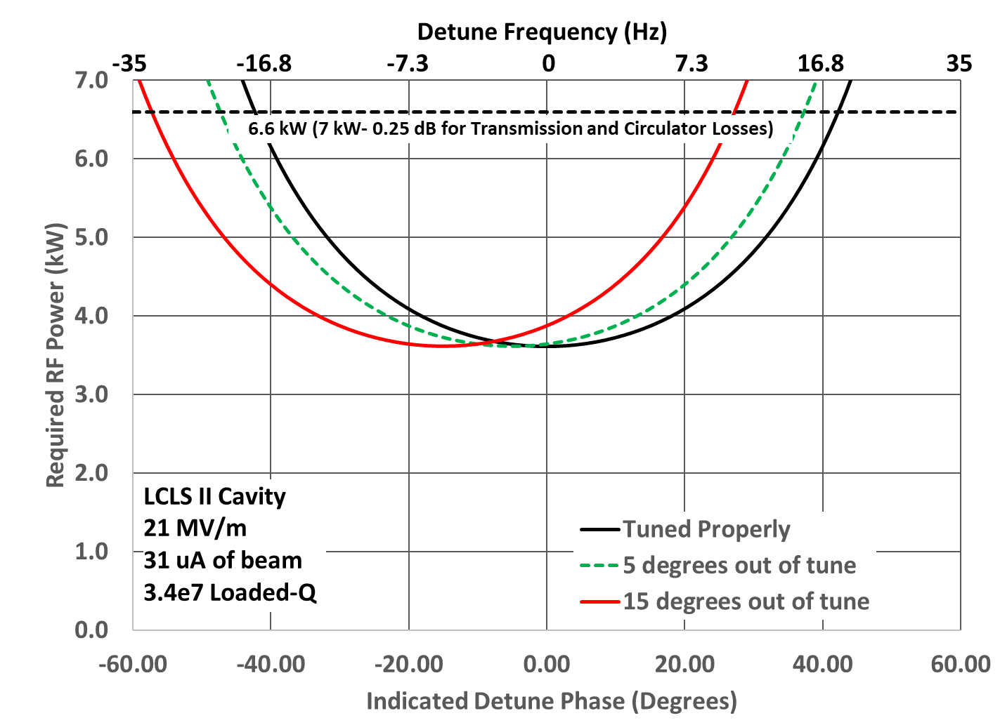 Detune Frequency (Hz)
-35 -16.8 -7.3 0 7.3 16.8 35
7.0
6.6 kW (7 kW- 0.25 dB for Transmission and Circulator Losses)
6.0
5.0
4.0
3.0
2.0
1.0
0.0
Required RF Power (kW)
LCLS II Cavity
21 MV/m
31 uA of beam
3.4e7 Loaded-Q
Tuned Properly
5 degrees out of tune
15 degrees out of tune
-60.00 -40.00 -20.00 0.00 20.00 40.00 60.00
Indicated Detune Phase (Degrees)